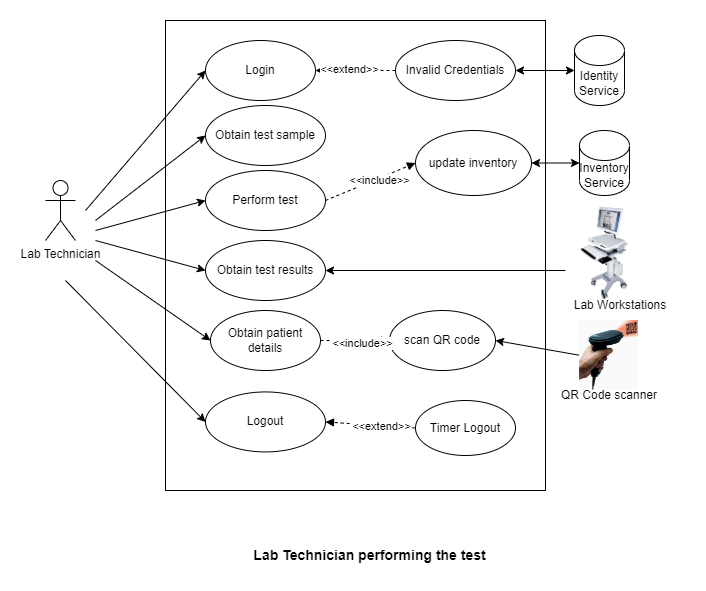 Login
<<extend>>
Invalid Credentials
Identity
Service
Obtain test sample
update inventory
Inventory
Service
<<include>>
Perform test
Lab Technician
Obtain test results
Lab Workstations
Obtain patient
details
<<include>>
scan QR code
QR Code scanner
Logout
<<extend>>
Timer Logout
Lab Technician performing the test